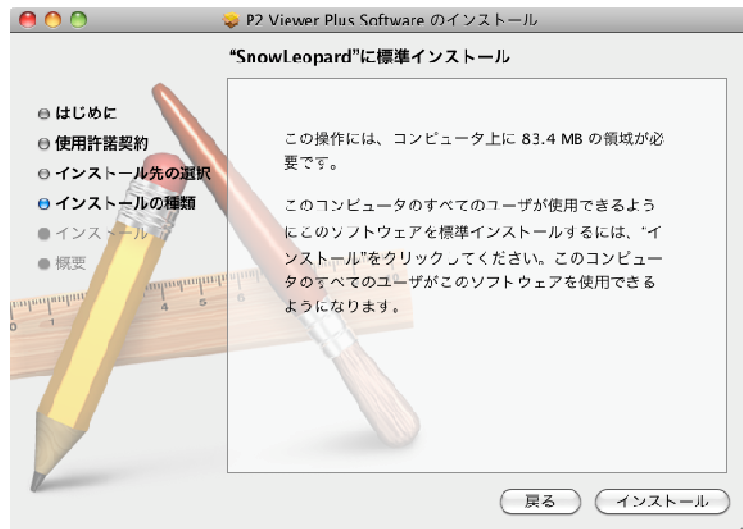 P2 Viewer Plus Software のインストール
“SnowLeopard”に標準インストール
はじめに
使用許諾契約
インストール先の選択
インストールの種類
インストール
概要
この操作には、コンピュータ上に 83.4 MB の領域が必
要です。
このコンピュータのすべてのユーザが使用できるよう
にこのソフトウェアを標準インストールするには、“イ
ンストール”をクリックしてください。このコンピュー
タのすべてのユーザがこのソフトウェアを使用できる
ようになります。
0 1 4 5 6
戻る
インストール